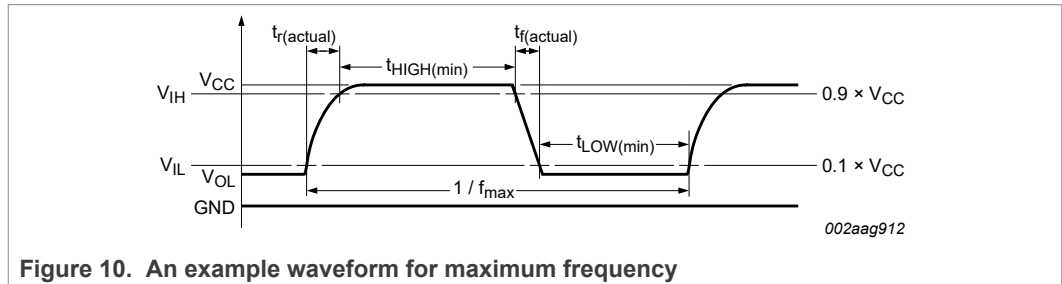 tr(actual)
tf(actual)
tHIGH(min)
VCC
VIH
0.9 × VCC
tLOW(min)
VIL
0.1 × VCC
VOL
1 / fmax
GND
002aag912
Figure 10. An example waveform for maximum frequency